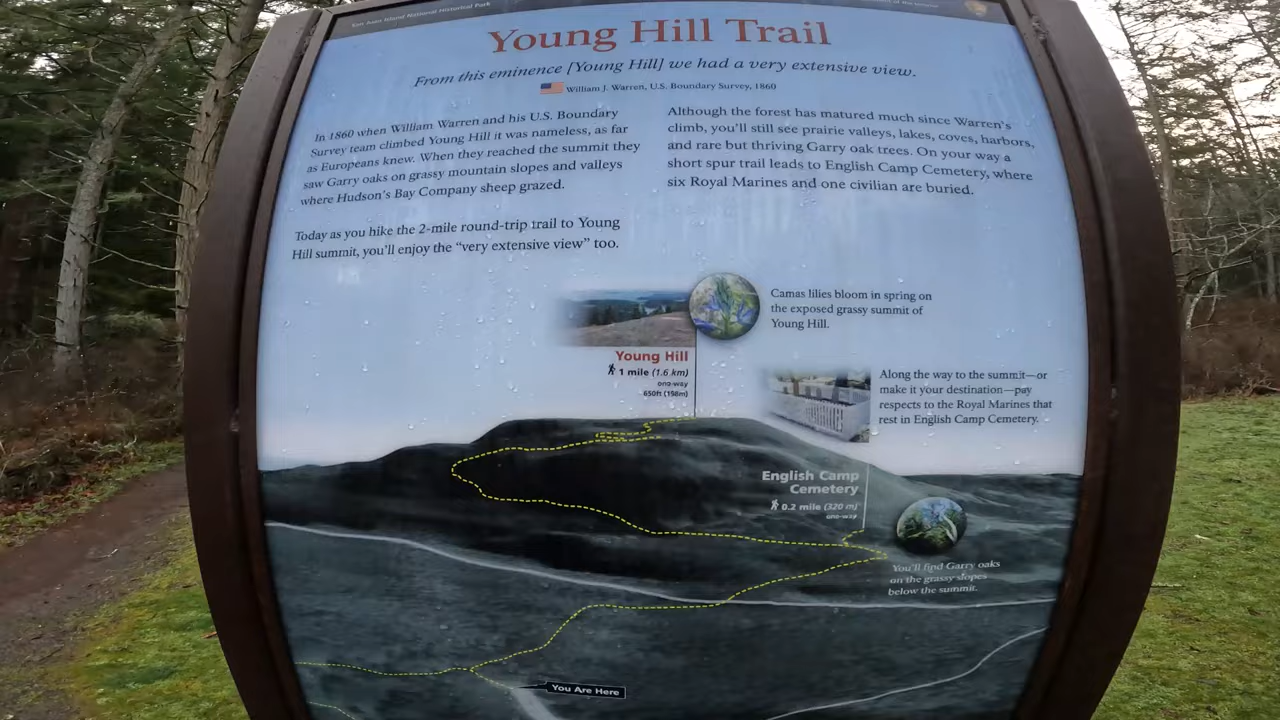 San Juan Island National Historical Park
Young Hill Trail
From this eminence [Young Hill] we had a very extensive view.
William J. Warren, U.S. Boundary Survey, 1860
In 1860 when William Warren and his U.S. Boundary
Survey team climbed Young Hill it was nameless, as far
as Europeans knew. When they reached the summit they
saw Garry oaks on grassy mountain slopes and valleys
where Hudson's Bay Company sheep grazed.
Today as you hike the 2-mile round-trip trail to Young
Hill summit, you'll enjoy the "very extensive view" too.
Although the forest has matured much since Warren's
climb, you'll still see prairie valleys, lakes, coves, harbors,
and rare but thriving Garry oak trees. On your way a
short spur trail leads to English Camp Cemetery, where
six Royal Marines and one civilian are buried.
Camas lilies bloom in spring on
the exposed grassy summit of
Young Hill.
Young Hill
1 mile (1.6 km)
one-way
650ft (198m)
Along the way to the summit—or
make it your destination—pay
respects to the Royal Marines that
rest in English Camp Cemetery.
English Camp
Cemetery
0.2 mile (320 m)
one-way
You'll find Garry oaks
on the grassy slopes
below the summit.
You Are Here